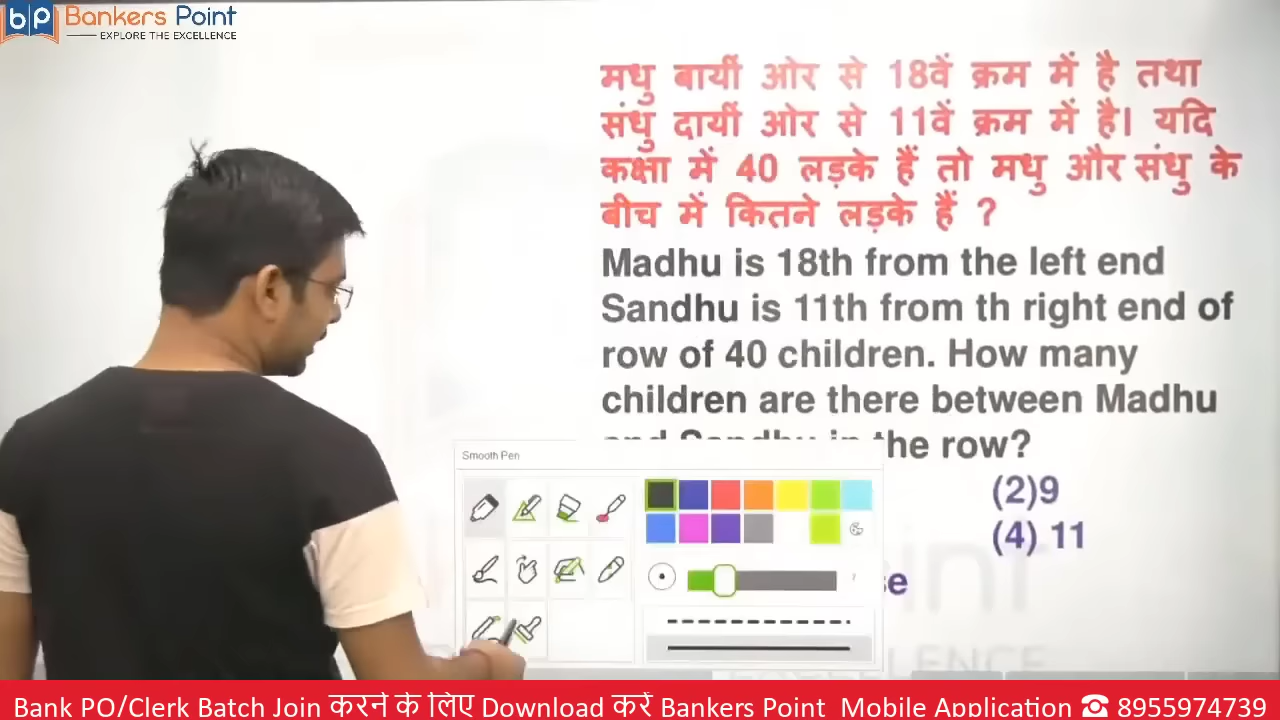 Bankers Point
EXPLORE THE EXCELLENCE
मधु बायीं ओर से 18वें क्रम में है तथा
संधु दायीं ओर से 11वें क्रम में है। यदि
कक्षा में 40 लड़के हैं तो मधु और संधु के
बीच में कितने लड़के हैं ?
Madhu is 18th from the left end
Sandhu is 11th from th right end of
row of 40 children. How many
children are there between Madhu
and Sandhu in the row?
Smooth Pen
(2)9
(4) 11
Bank PO/Clerk Batch Join करने के लिए Download करें Bankers Point Mobile Application ☎ 8955974739